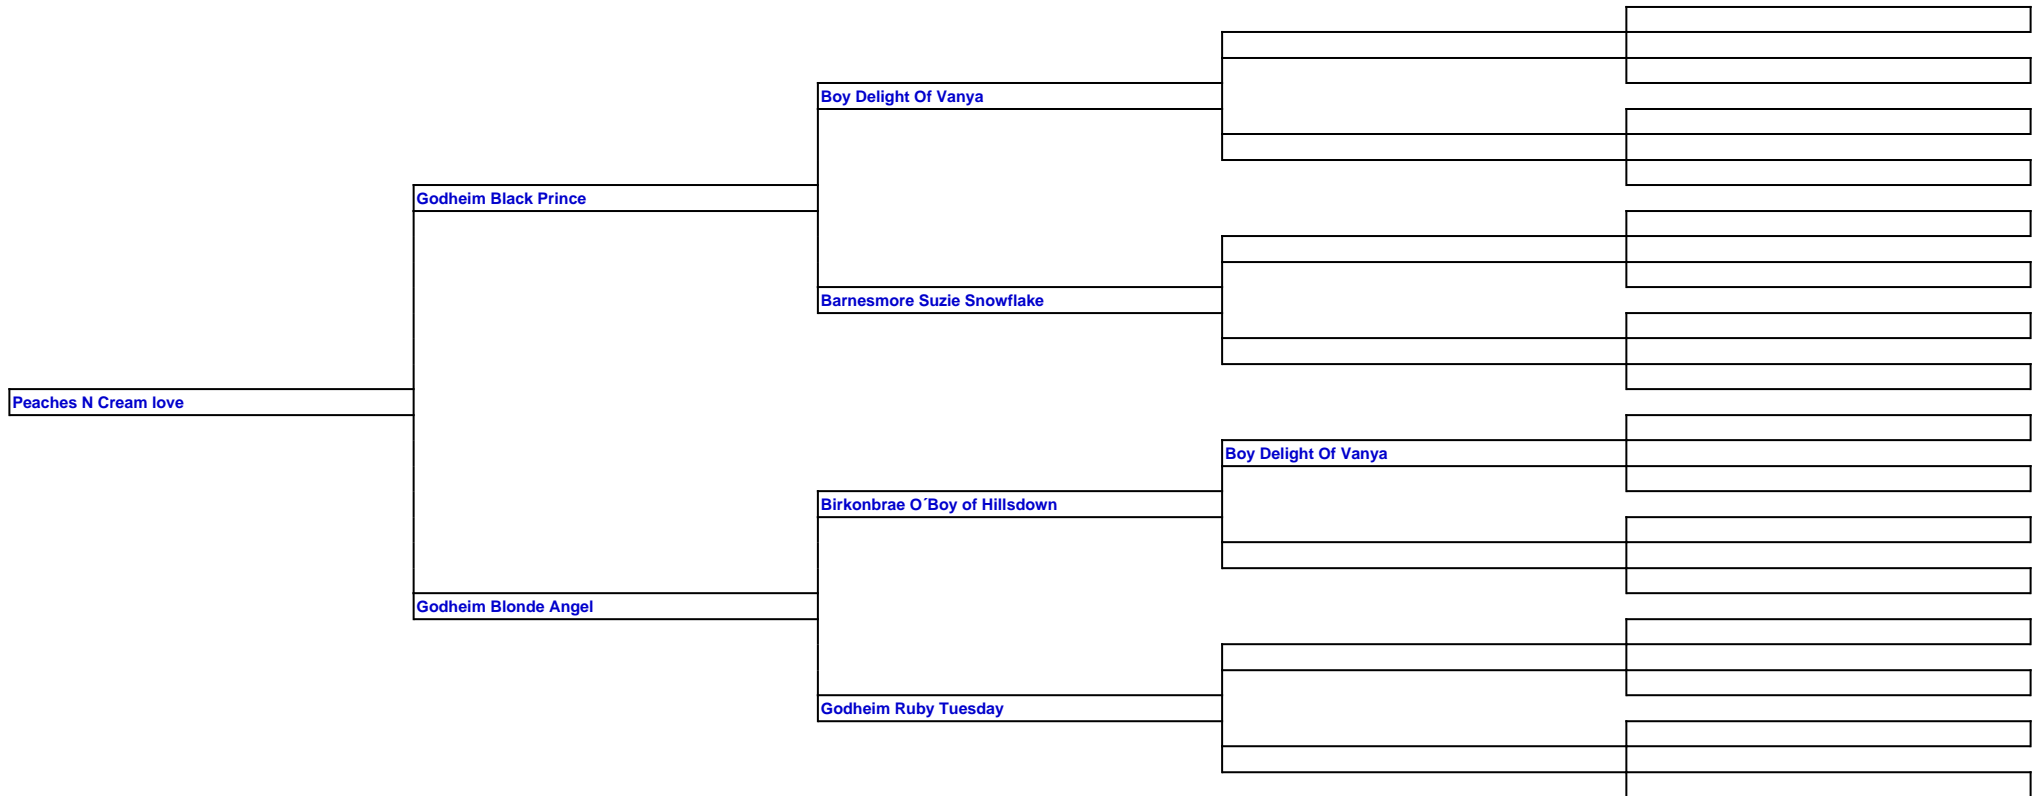 Boy Delight Of Vanya
Godheim Black Prince
Barnesmore Suzie Snowflake
Peaches N Cream love
Boy Delight Of Vanya
Birkonbrae O´Boy of Hillsdown
Godheim Blonde Angel
Godheim Ruby Tuesday